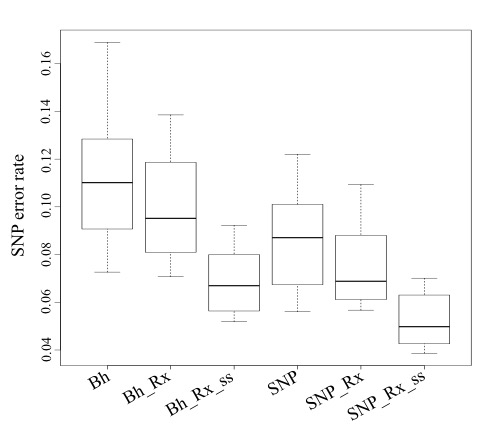 0.16
0.14
0.12
0.10
0.08
0.06
0.04
SNP error rate
Bh
Bh_Rx
Bh_Rx_ss
SNP
SNP_Rx
SNP_Rx_ss